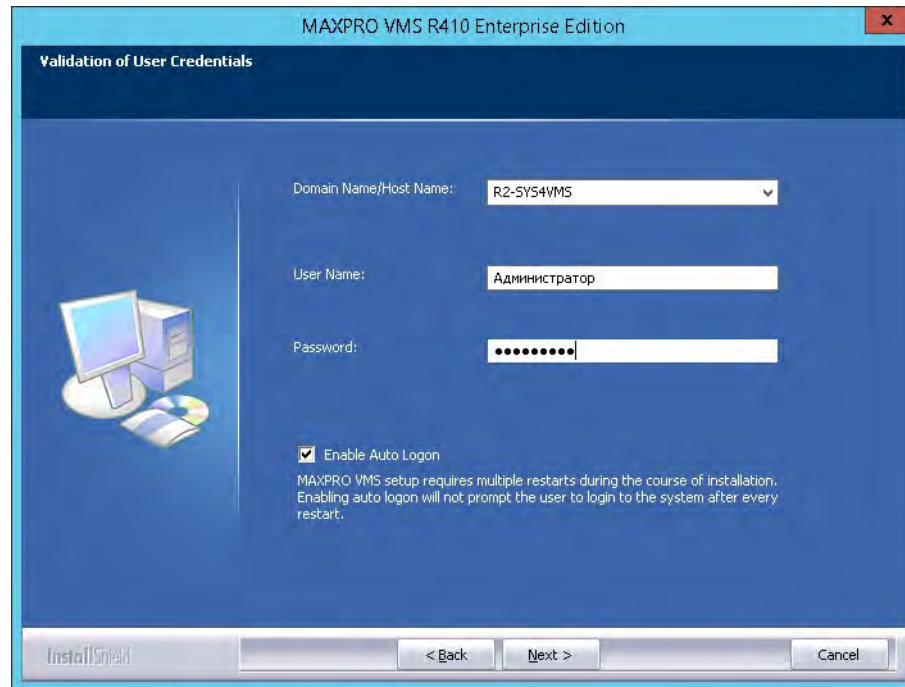 MAXPRO VMS R410 Enterprise Edition
x
Validation of User Credentials
Domain Name/Host Name:
R2-SYS4VMS
User Name:
Администратор
Password:
●●●●●●●●●
Enable Auto Logon
MAXPRO VMS setup requires multiple restarts during the course of installation.
Enabling auto logon will not prompt the user to login to the system after every
restart.
InstallShield
< Back
Next >
Cancel